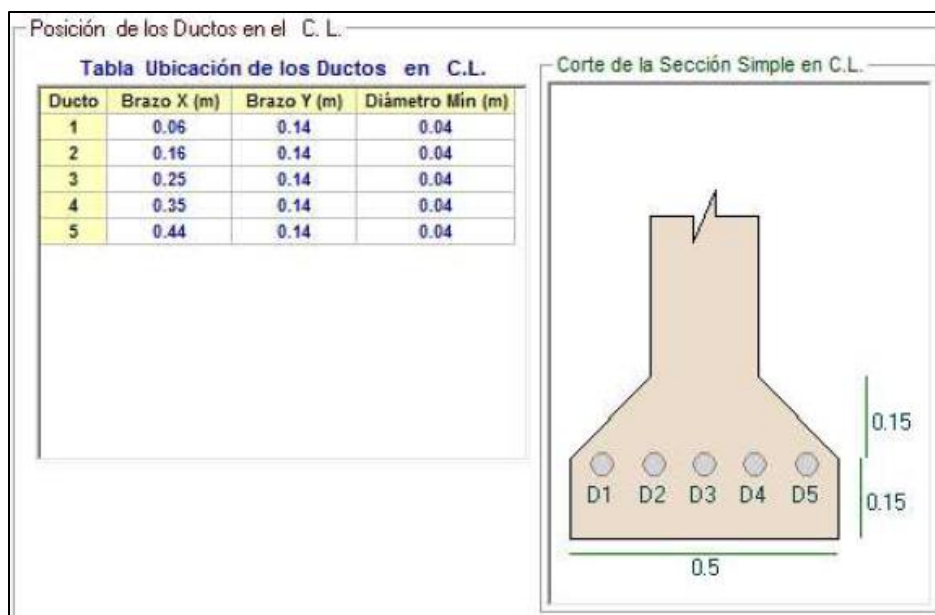 Posición de los Ductos en el C. L.
Tabla Ubicación de los Ductos en C.L.
Ducto Brazo X (m) Brazo Y (m) Diámetro Min (m)
1 0.06 0.14 0.04
2 0.16 0.14 0.04
3 0.25 0.14 0.04
4 0.35 0.14 0.04
5 0.44 0.14 0.04
Corte de la Sección Simple en C.L.
0.15
D1 D2 D3 D4 D5
0.15
0.5